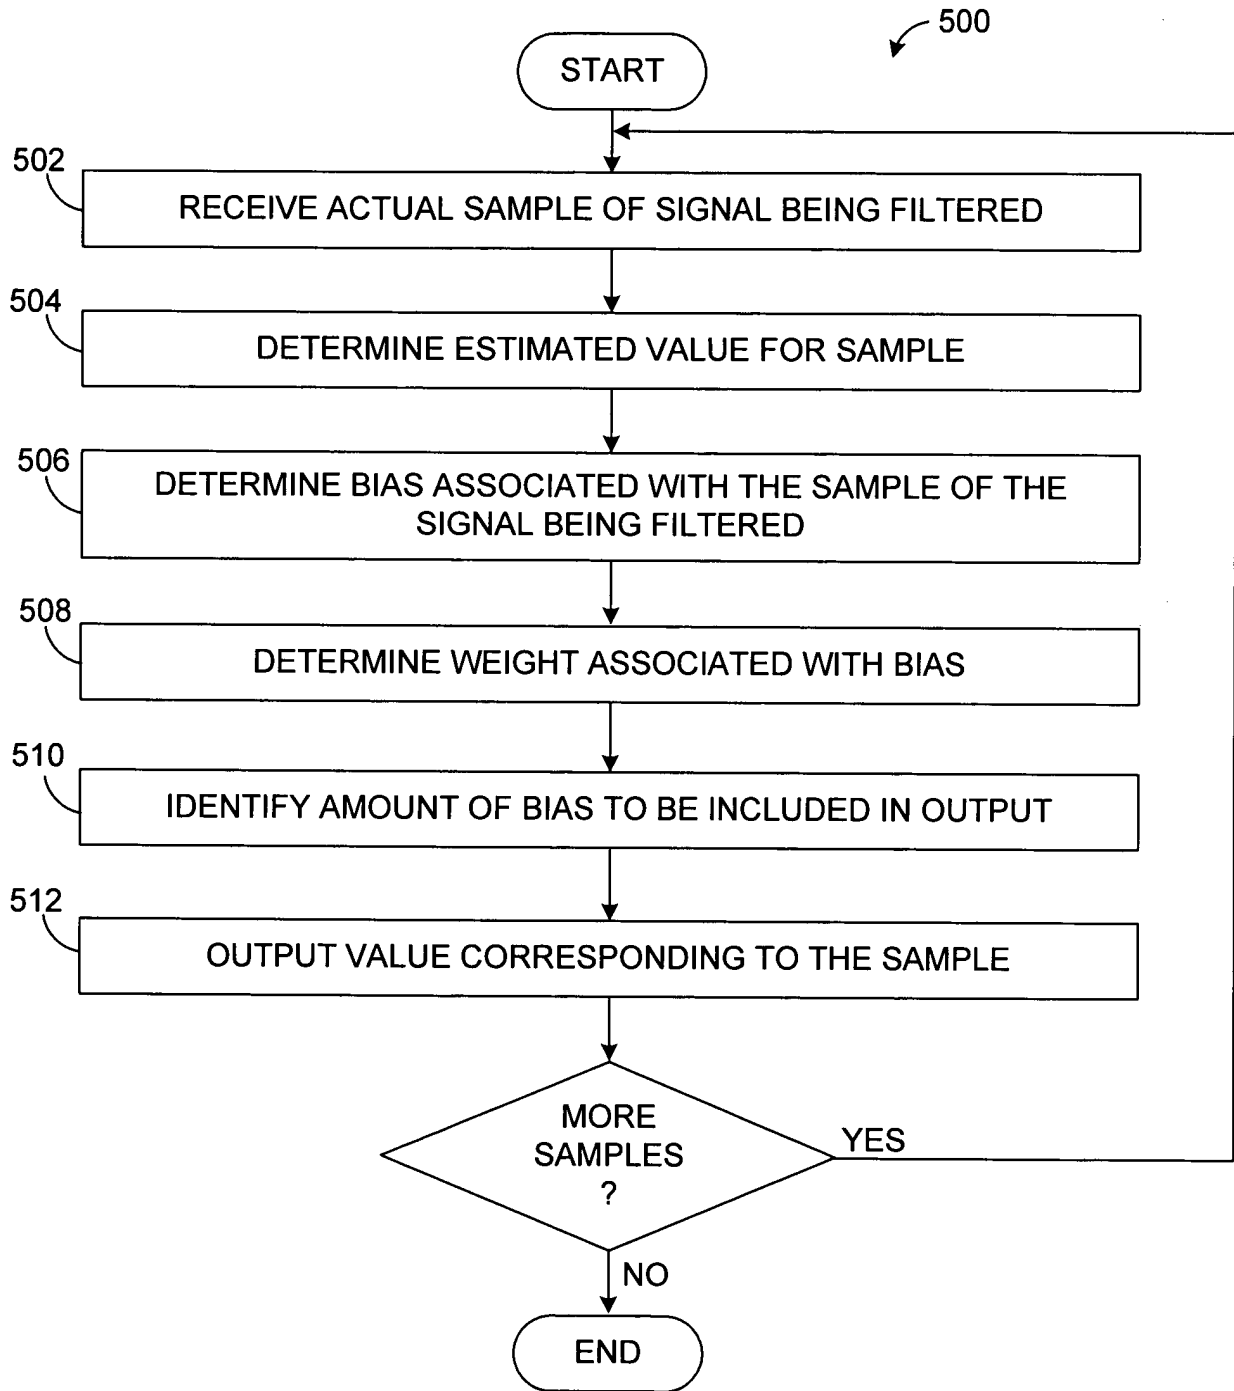 500
START
502
RECEIVE ACTUAL SAMPLE OF SIGNAL BEING FILTERED
504
DETERMINE ESTIMATED VALUE FOR SAMPLE
506
DETERMINE BIAS ASSOCIATED WITH THE SAMPLE OF THE
SIGNAL BEING FILTERED
508
DETERMINE WEIGHT ASSOCIATED WITH BIAS
510
IDENTIFY AMOUNT OF BIAS TO BE INCLUDED IN OUTPUT
512
OUTPUT VALUE CORRESPONDING TO THE SAMPLE
MORE
SAMPLES
?
YES
NO
END